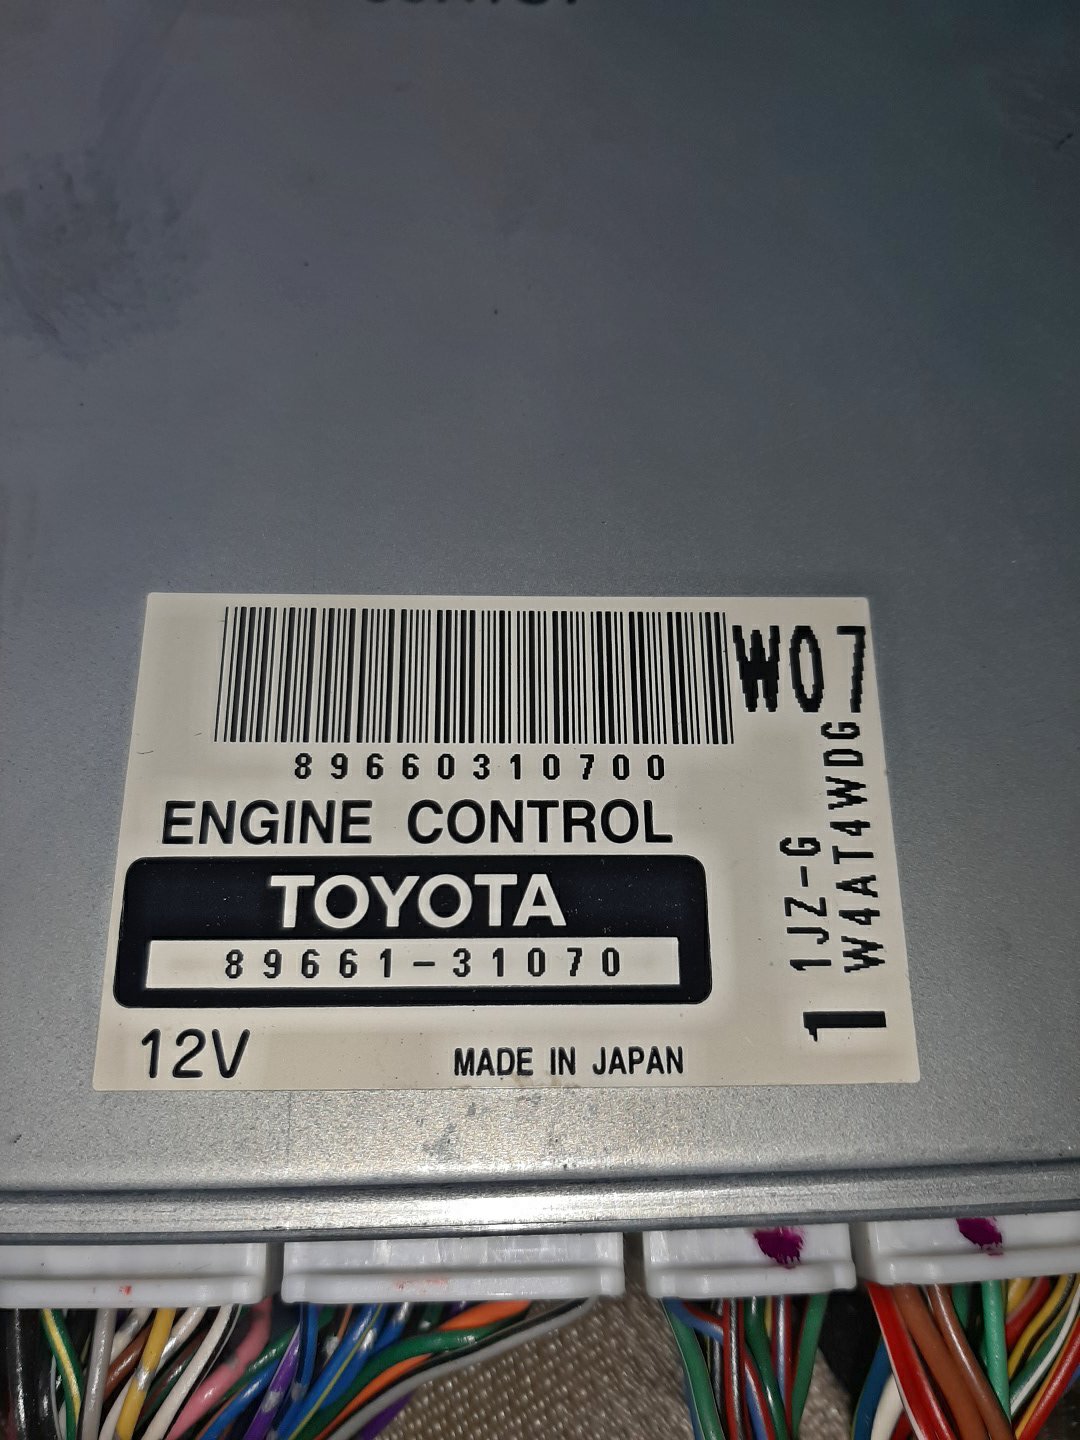 W07
89660310700
ENGINE CONTROL
TOYOTA
89661-31070
12V
MADE IN JAPAN
1JZ-G
W4AT4WDG
1